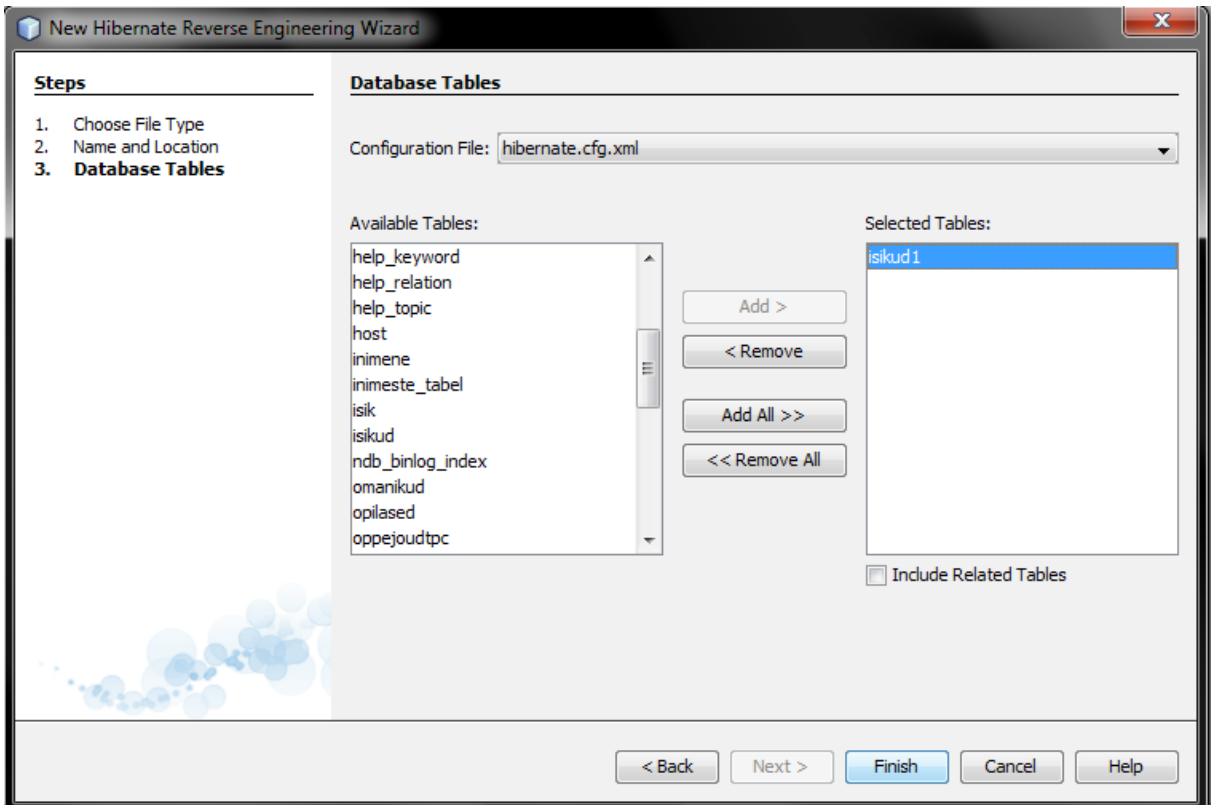 New Hibernate Reverse Engineering Wizard
x
Steps
1. Choose File Type
2. Name and Location
3. Database Tables
Database Tables
Configuration File: hibernate.cfg.xml
Available Tables:
help_keyword
help_relation
help_topic
host
inimene
inimeste_tabel
isik
isikud
ndb_binlog_index
omanikud
opilased
oppejoudtpc
Add >
< Remove
Add All >>
<< Remove All
Selected Tables:
isikud1
Include Related Tables
< Back Next > Finish Cancel Help